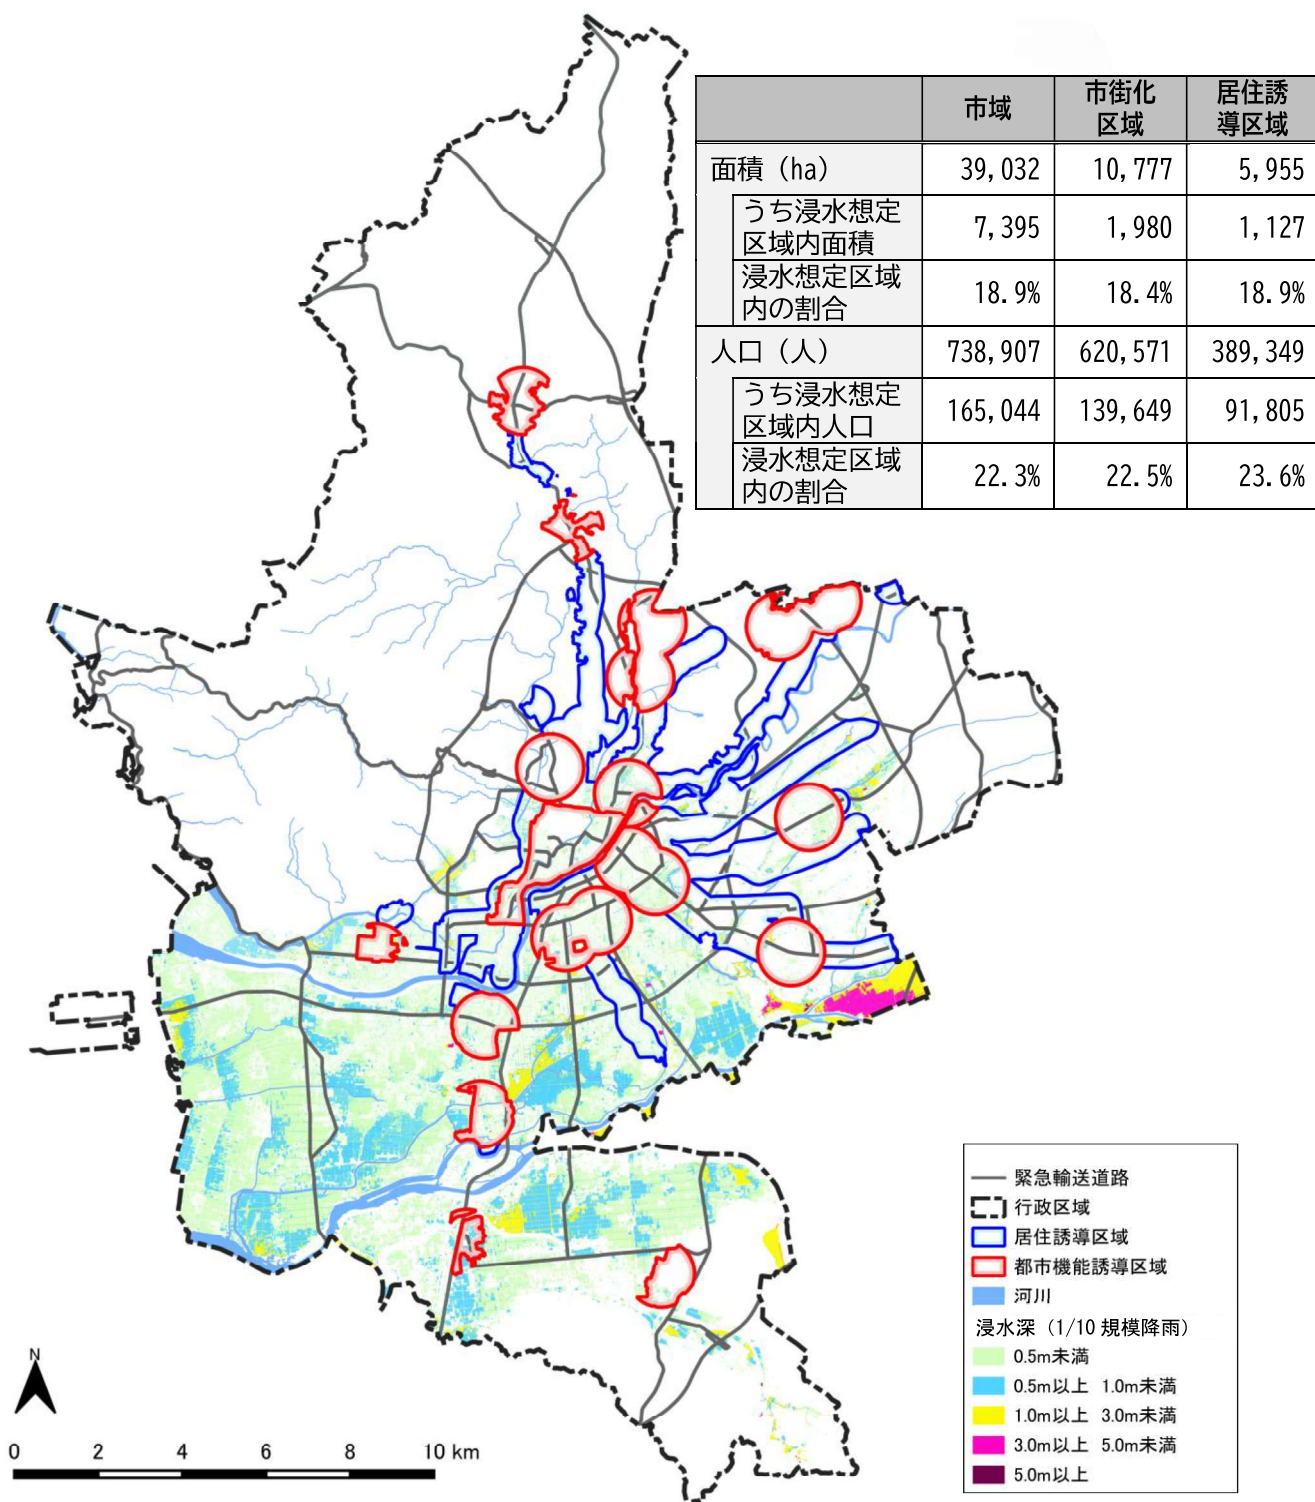 市域
市街化
区域
居住誘
導区域
面積（ha） 39,032 10,777 5,955
うち浸水想定
区域内面積
7,395 1,980 1,127
浸水想定区域
内の割合
18.9% 18.4% 18.9%
人口（人） 738,907 620,571 389,349
うち浸水想定
区域内人口
165,044 139,649 91,805
浸水想定区域
内の割合
22.3% 22.5% 23.6%
緊急輸送道路
行政区域
居住誘導区域
都市機能誘導区域
河川
浸水深（1/10 規模降雨）
0.5m未満
0.5m以上 1.0m未満
1.0m以上 3.0m未満
3.0m以上 5.0m未満
5.0m以上
N
0 2 4 6 8 10 km